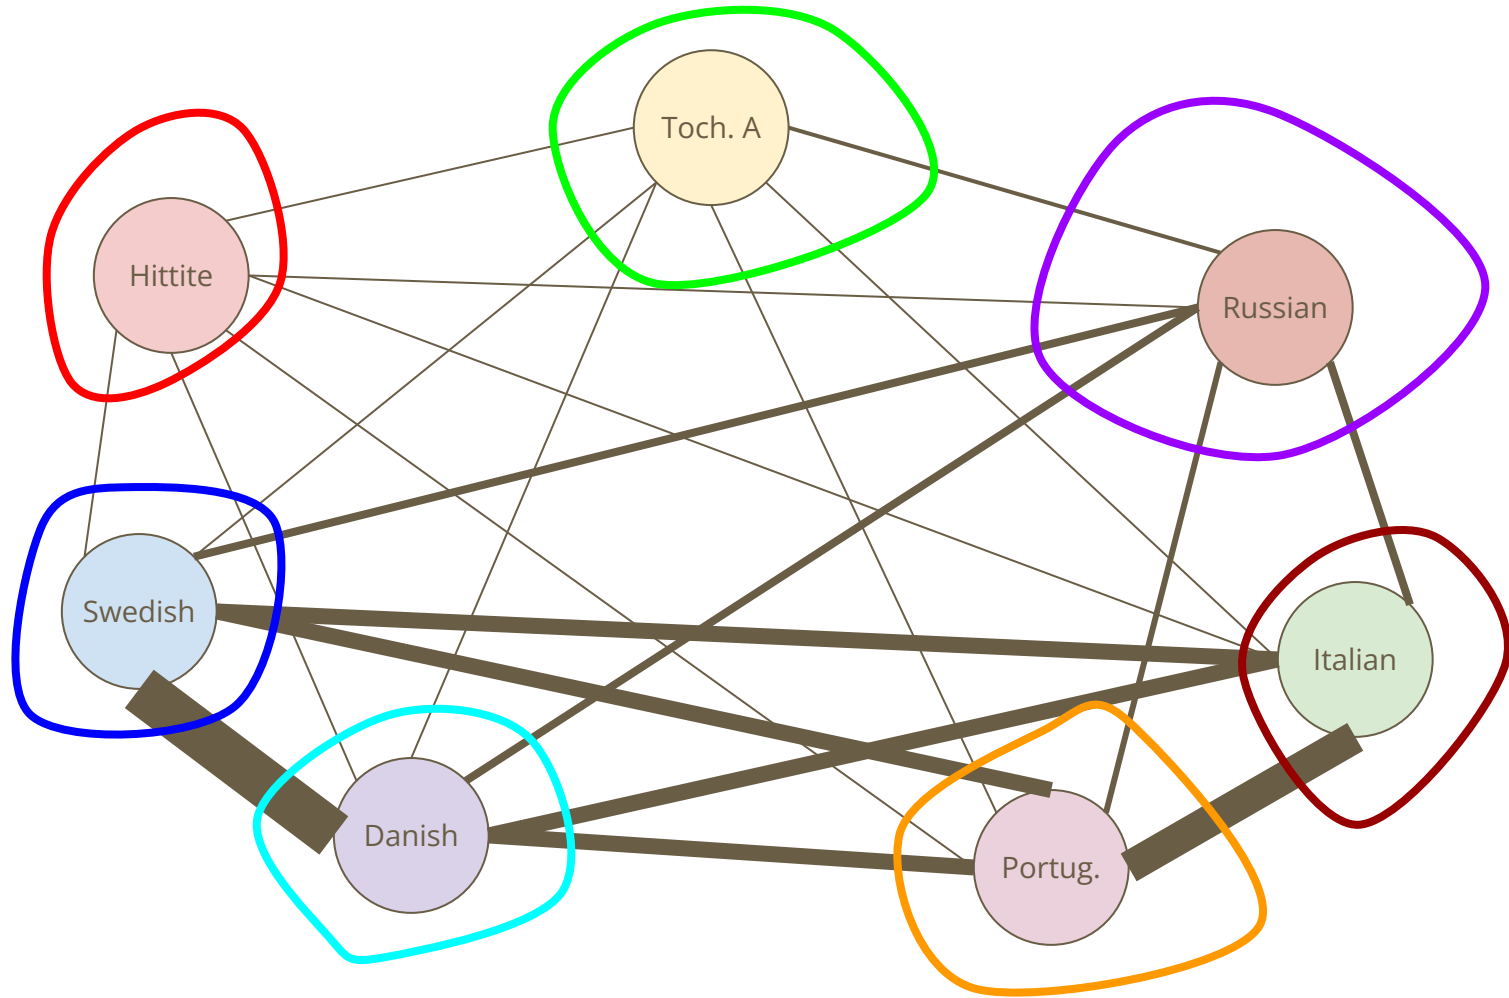 Toch. A
Hittite
Russian
Swedish
Italian
Danish
Portug.